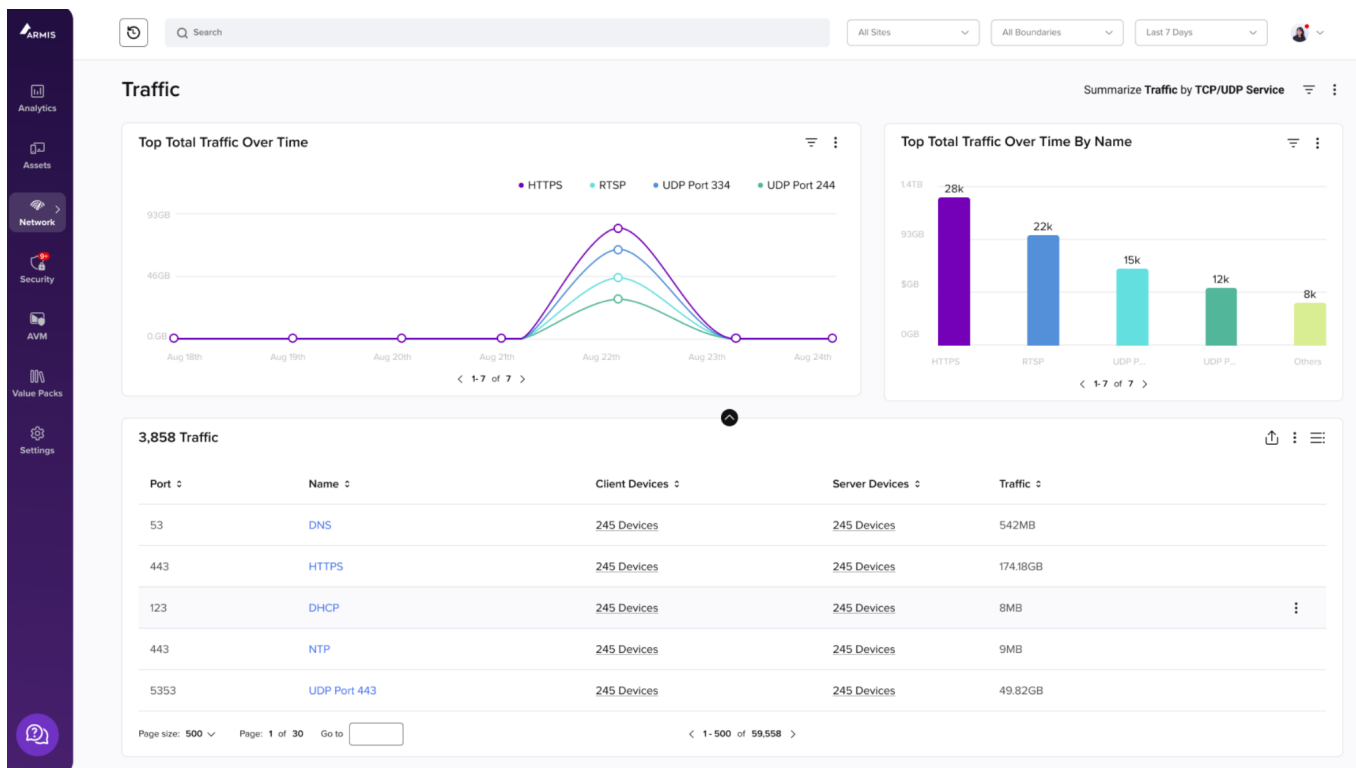 ARMIS
Search
All Sites
All Boundaries
Last 7 Days
Analytics
Assets
Network
9+
Security
AVM
Value Packs
Settings
Traffic
Summarize Traffic by TCP/UDP Service
Top Total Traffic Over Time
HTTPS RTSP UDP Port 334 UDP Port 244
93GB
46GB
0.GB
Aug 18th Aug 19th Aug 20th Aug 21th Aug 22th Aug 23th Aug 24th
1-7 of 7
Top Total Traffic Over Time By Name
1.4TB
93GB
$GB
0GB
28k
22k
15k
12k
8k
HTTPS RTSP UDP P... UDP P... Others
1-7 of 7
3,858 Traffic
Port Name Client Devices Server Devices Traffic
53 DNS 245 Devices 245 Devices 542MB
443 HTTPS 245 Devices 245 Devices 174.18GB
123 DHCP 245 Devices 245 Devices 8MB
443 NTP 245 Devices 245 Devices 9MB
5353 UDP Port 443 245 Devices 245 Devices 49.82GB
Page size: 500 Page: 1 of 30 Go to 1 - 500 of 59,558